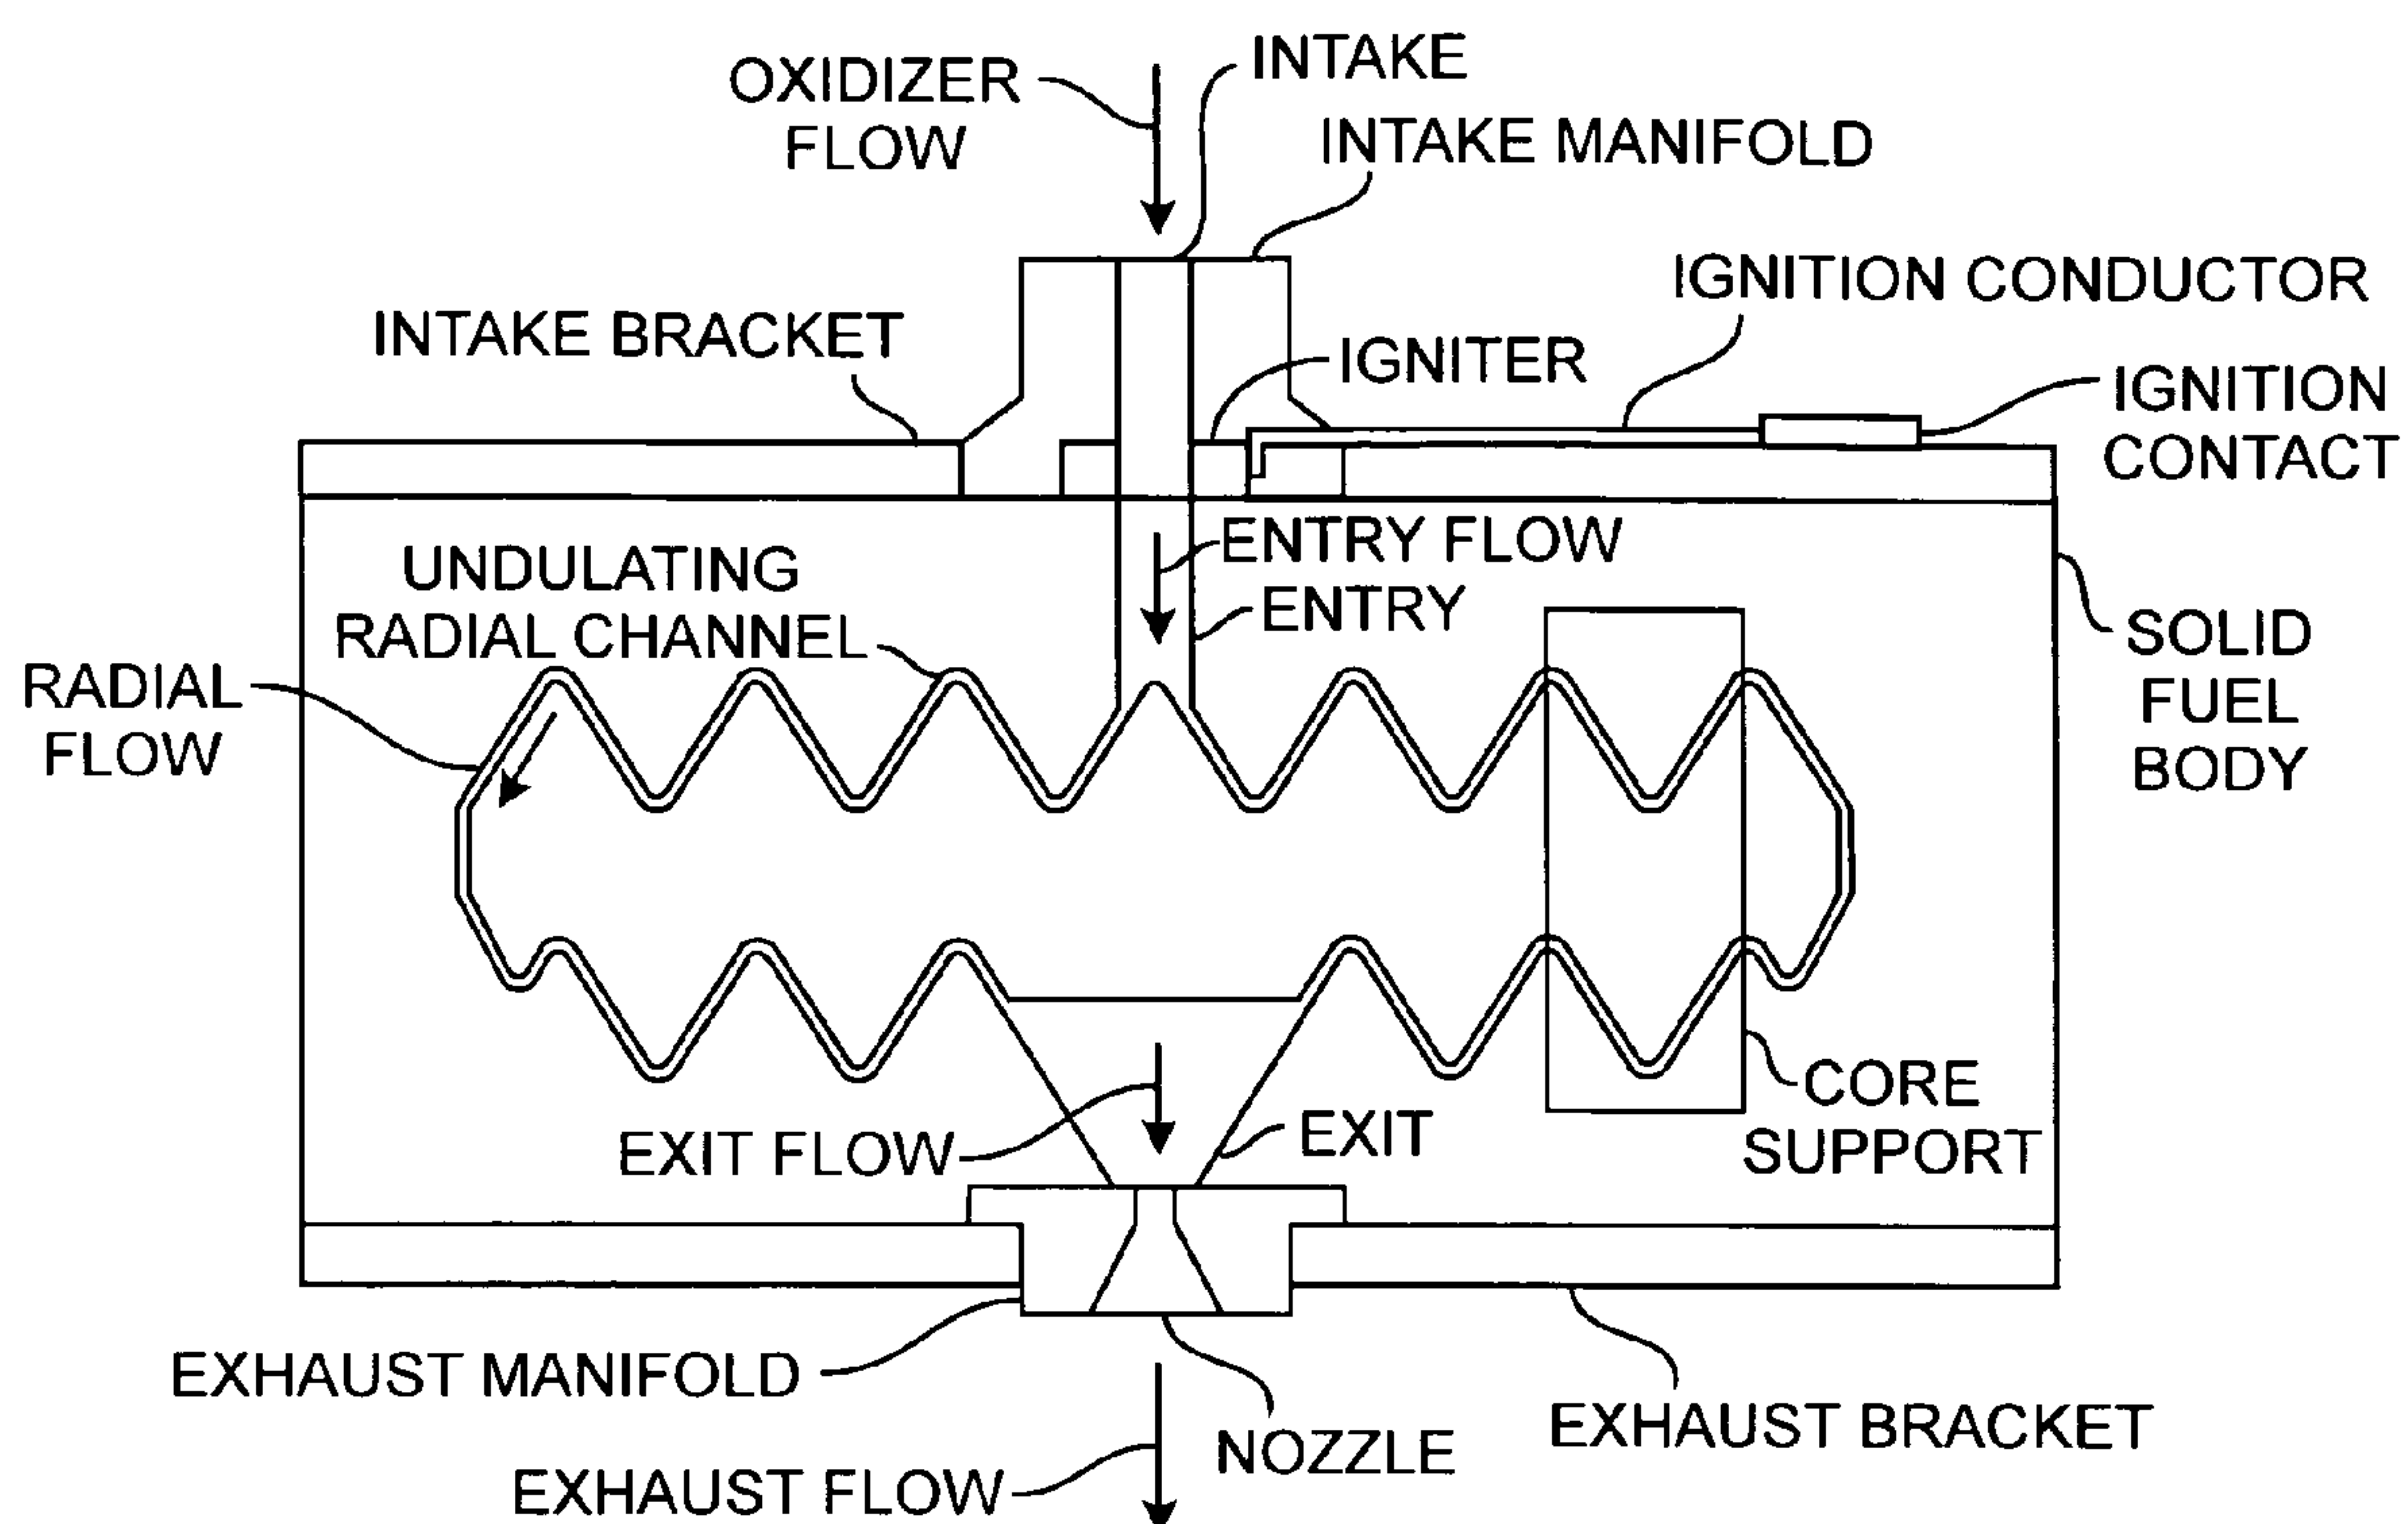 OXIDIZER
FLOW
INTAKE
INTAKE MANIFOLD
IGNITION CONDUCTOR
INTAKE BRACKET
IGNITER
IGNITION
CONTACT
ENTRY FLOW
ENTRY
UNDULATING
RADIAL CHANNEL
SOLID
FUEL
BODY
RADIAL
FLOW
CORE
SUPPORT
EXIT FLOW
EXIT
EXHAUST MANIFOLD
NOZZLE
EXHAUST BRACKET
EXHAUST FLOW